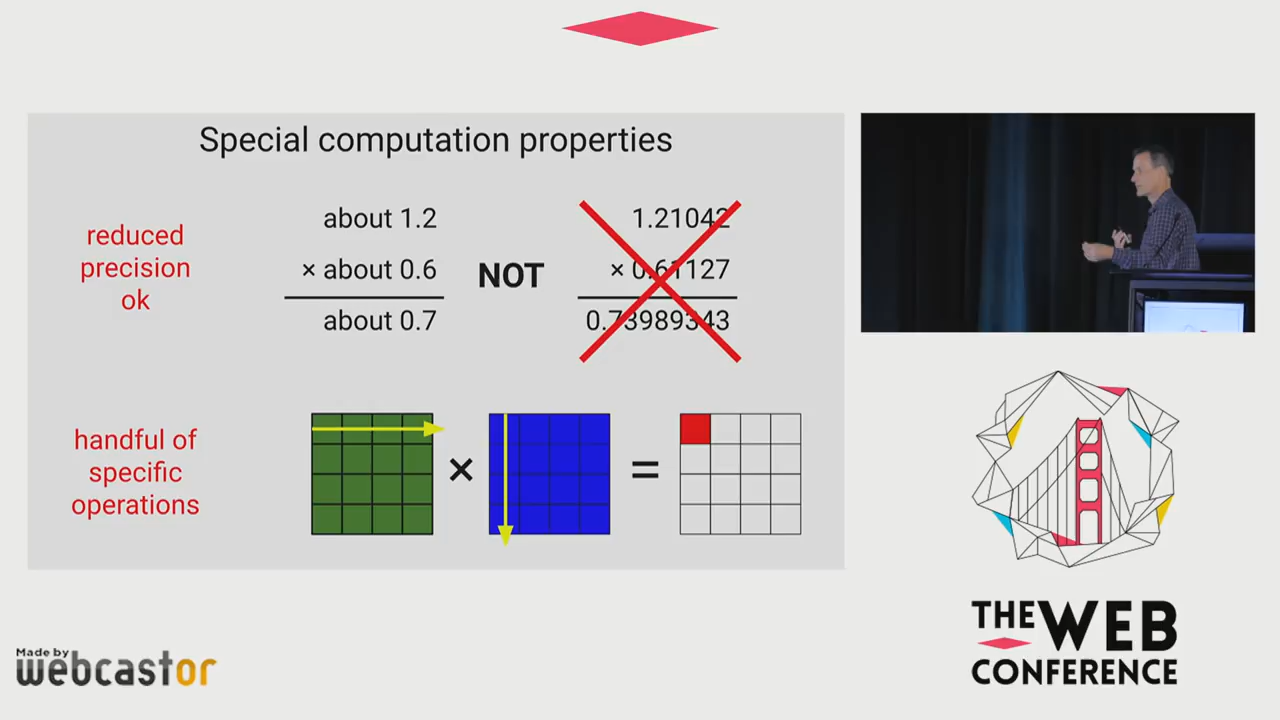 Special computation properties
reduced
precision
ok
about 1.2
× about 0.6
about 0.7
NOT
1.21042
× 0.61127
0.73989343
handful of
specific
operations
×
=
THE WEB
CONFERENCE
Made by
webcastor